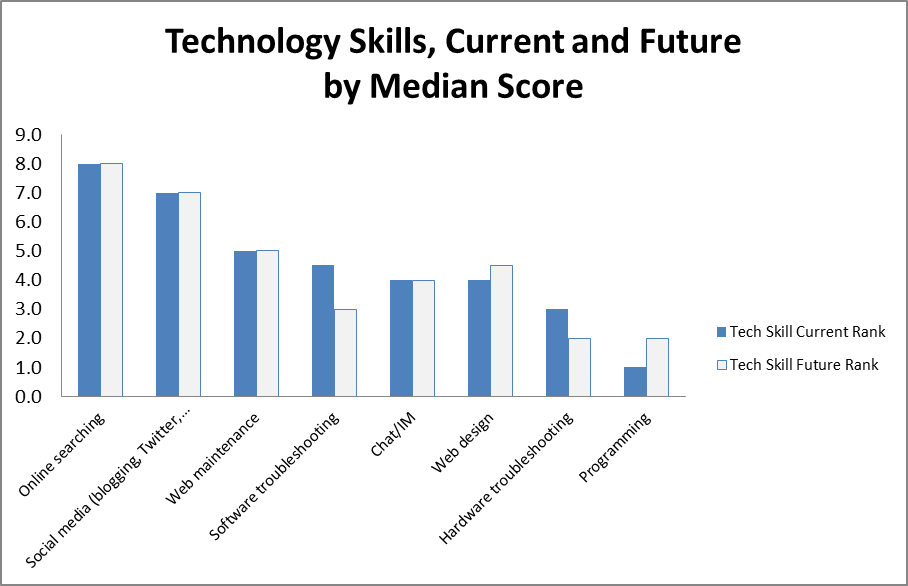 Technology Skills, Current and Future
by Median Score
9.0
8.0
7.0
6.0
5.0
4.0
3.0
2.0
1.0
0.0
Tech Skill Current Rank
Tech Skill Future Rank
Online searching
Social media (blogging, Twitter,...
Web maintenance
Software troubleshooting
Chat/IM
Web design
Hardware troubleshooting
Programming